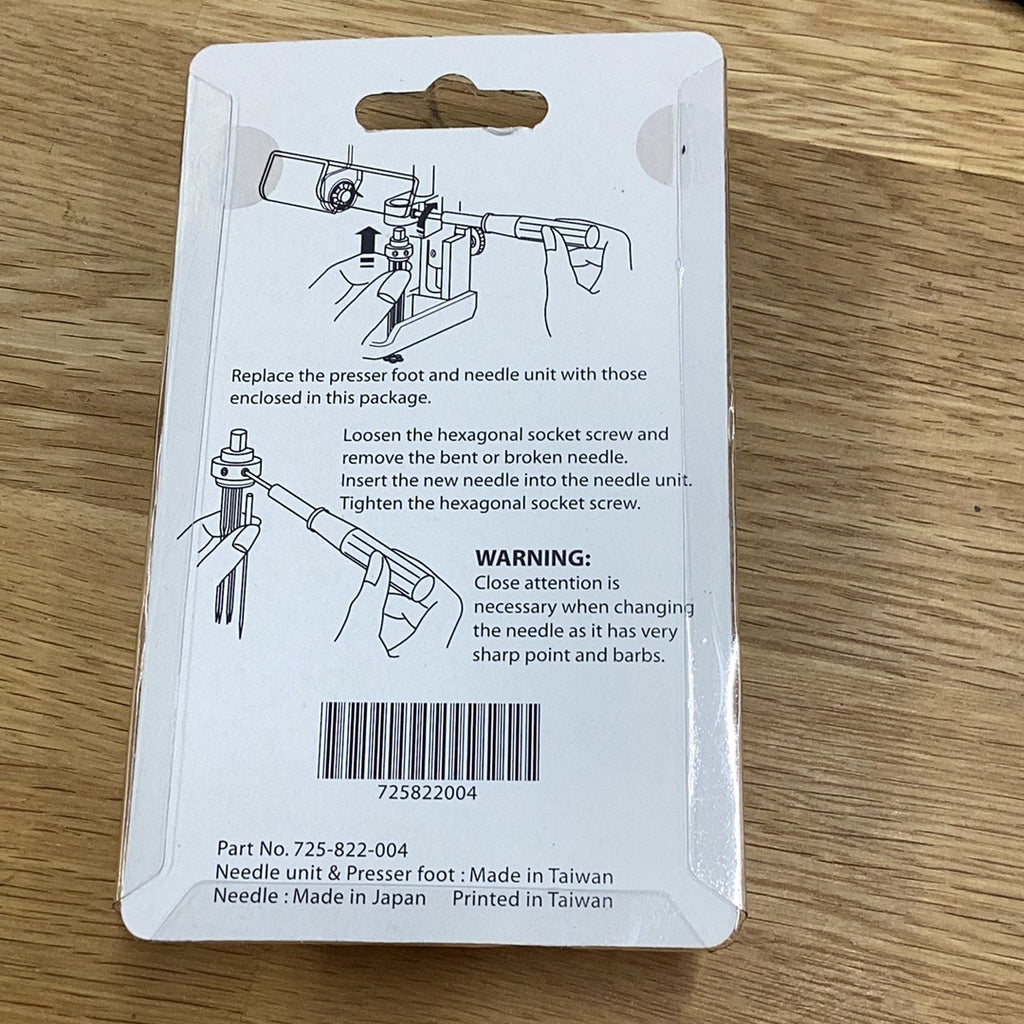 Replace the presser foot and needle unit with those
enclosed in this package.
Loosen the hexagonal socket screw and
remove the bent or broken needle.
Insert the new needle into the needle unit.
Tighten the hexagonal socket screw.
WARNING:
Close attention is
necessary when changing
the needle as it has very
sharp point and barbs.
725822004
Part No. 725-822-004
Needle unit & Presser foot : Made in Taiwan
Needle : Made in Japan Printed in Taiwan